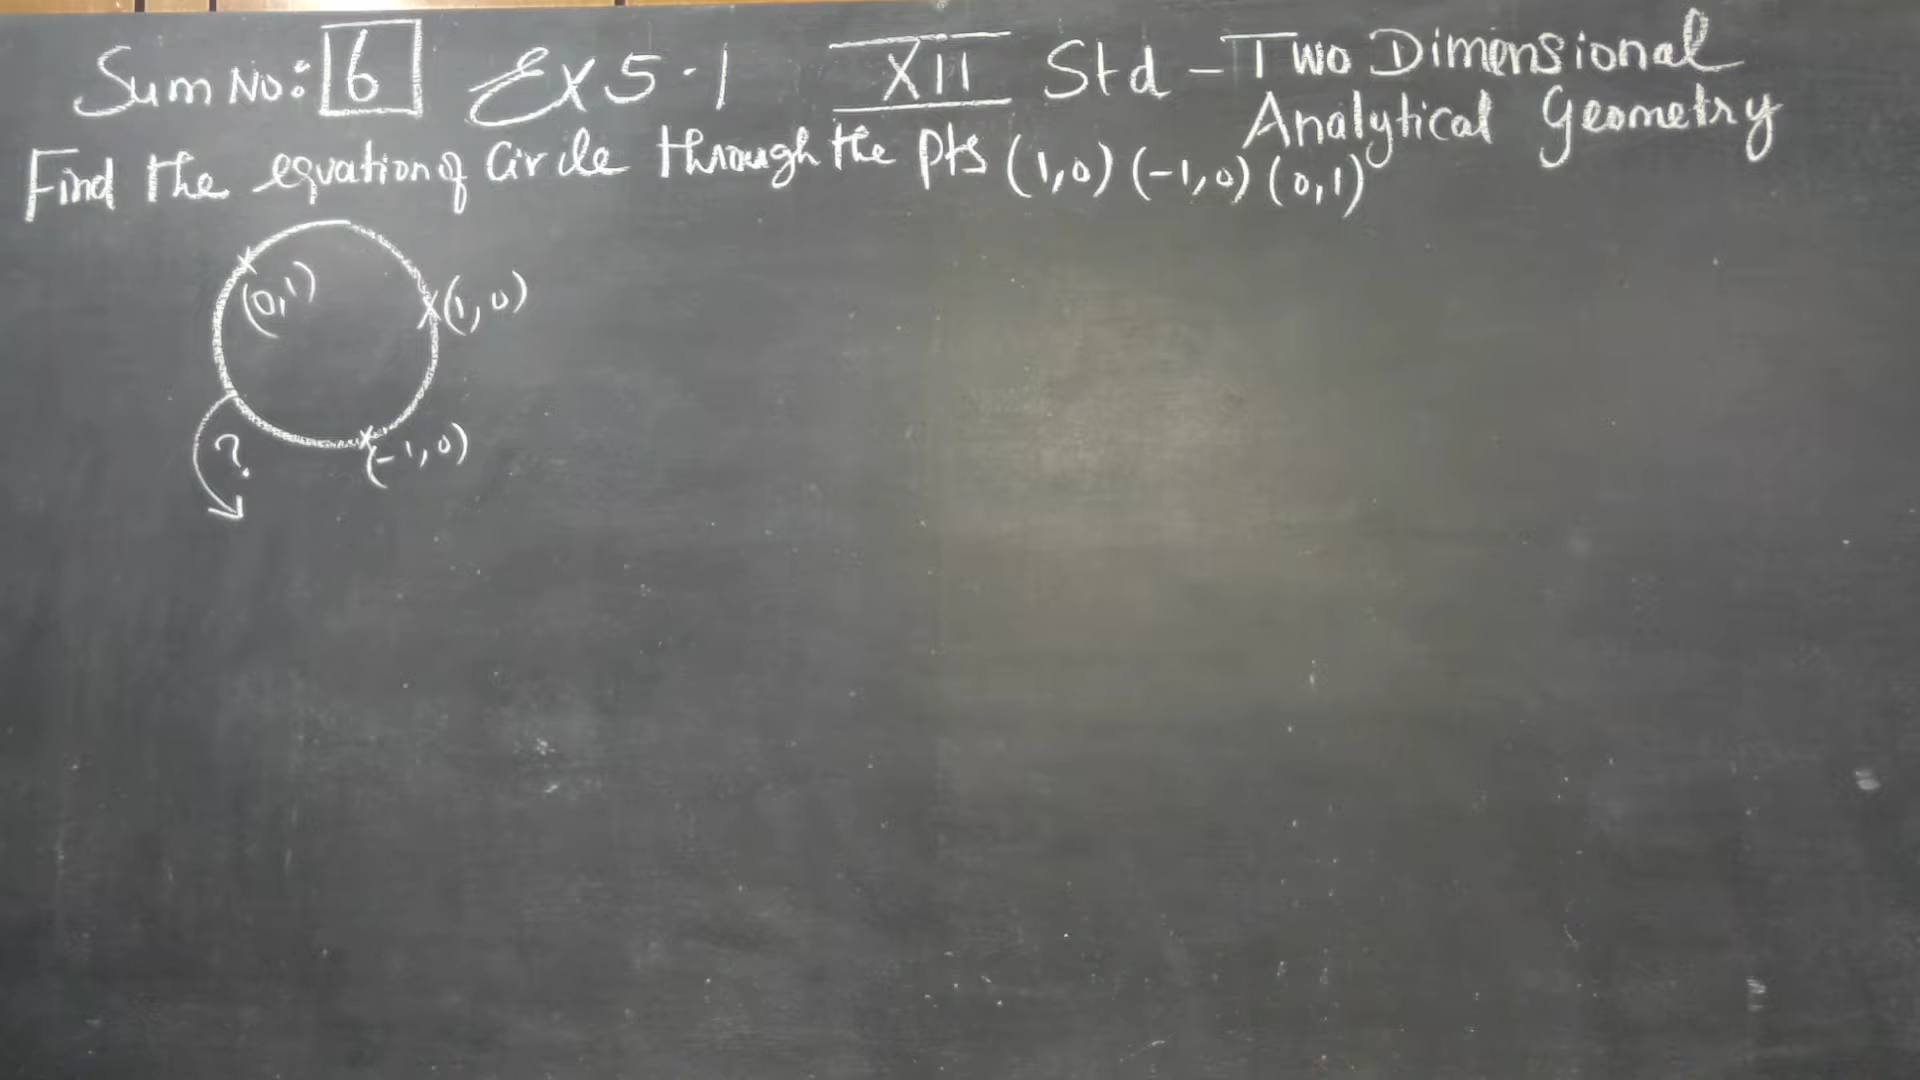 Sum No: 6 Ex 5.1 XII Std - Two Dimensional
Analytical Geometry
Find the equation of Circle through the pts (1,0) (-1,0) (0,1)
(0,1)
(1,0)
?
(-1,0)